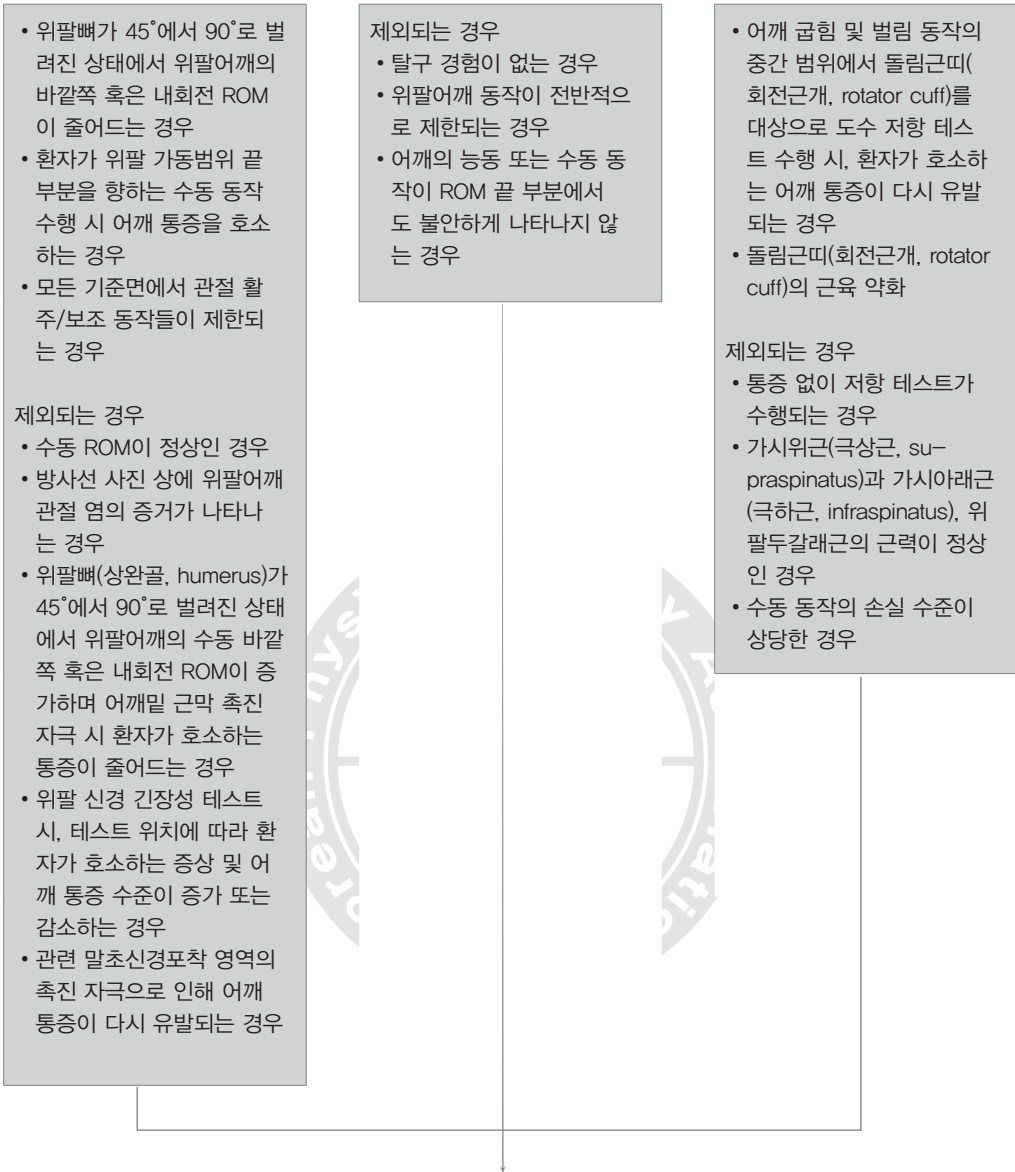 • 위팔뼈가 45˚에서 90˚로 벌
려진 상태에서 위팔어깨의
바깥쪽 혹은 내회전 ROM
이 줄어드는 경우
• 환자가 위팔 가동범위 끝
부분을 향하는 수동 동작
수행 시 어깨 통증을 호소
하는 경우
• 모든 기준면에서 관절 활
주/보조 동작들이 제한되
는 경우
제외되는 경우
• 수동 ROM이 정상인 경우
• 방사선 사진 상에 위팔어깨
관절 염의 증거가 나타나
는 경우
• 위팔뼈(상완골, humerus)가
45˚에서 90˚로 벌려진 상태
에서 위팔어깨의 수동 바깥
쪽 혹은 내회전 ROM이 증
가하며 어깨밑 근막 촉진
자극 시 환자가 호소하는
통증이 줄어드는 경우
• 위팔 신경 긴장성 테스트
시, 테스트 위치에 따라 환
자가 호소하는 증상 및 어
깨 통증 수준이 증가 또는
감소하는 경우
• 관련 말초신경포착 영역의
촉진 자극으로 인해 어깨
통증이 다시 유발되는 경우
제외되는 경우
• 탈구 경험이 없는 경우
• 위팔어깨 동작이 전반적으
로 제한되는 경우
• 어깨의 능동 또는 수동 동
작이 ROM 끝 부분에서
도 불안하게 나타나지 않
는 경우
• 어깨 굽힘 및 벌림 동작의
중간 범위에서 돌림근띠(
회전근개, rotator cuff)를
대상으로 도수 저항 테스
트 수행 시, 환자가 호소하
는 어깨 통증이 다시 유발
되는 경우
• 돌림근띠(회전근개, rotator
cuff)의 근육 약화
제외되는 경우
• 통증 없이 저항 테스트가
수행되는 경우
• 가시위근(극상근, su-
praspinatus)과 가시아래근
(극하근, infraspinatus), 위
팔두갈래근의 근력이 정상
인 경우
• 수동 동작의 손실 수준이
상당한 경우